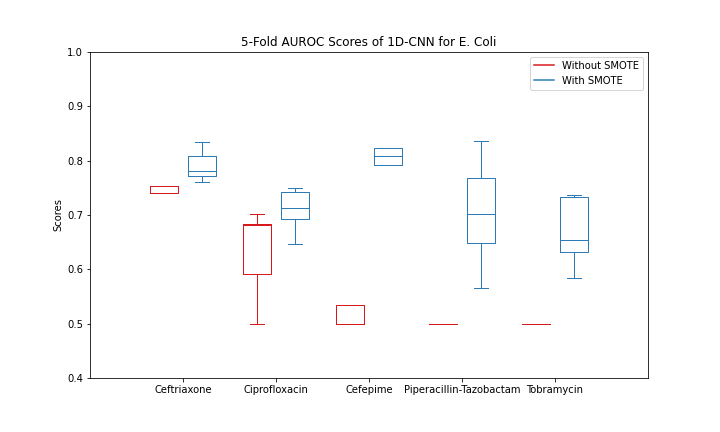 5-Fold AUROC Scores of 1D-CNN for E. Coli
Without SMOTE
With SMOTE
Scores
1.0
0.9
0.8
0.7
0.6
0.5
0.4
Ceftriaxone
Ciprofloxacin
Cefepime
Piperacillin-Tazobactam
Tobramycin